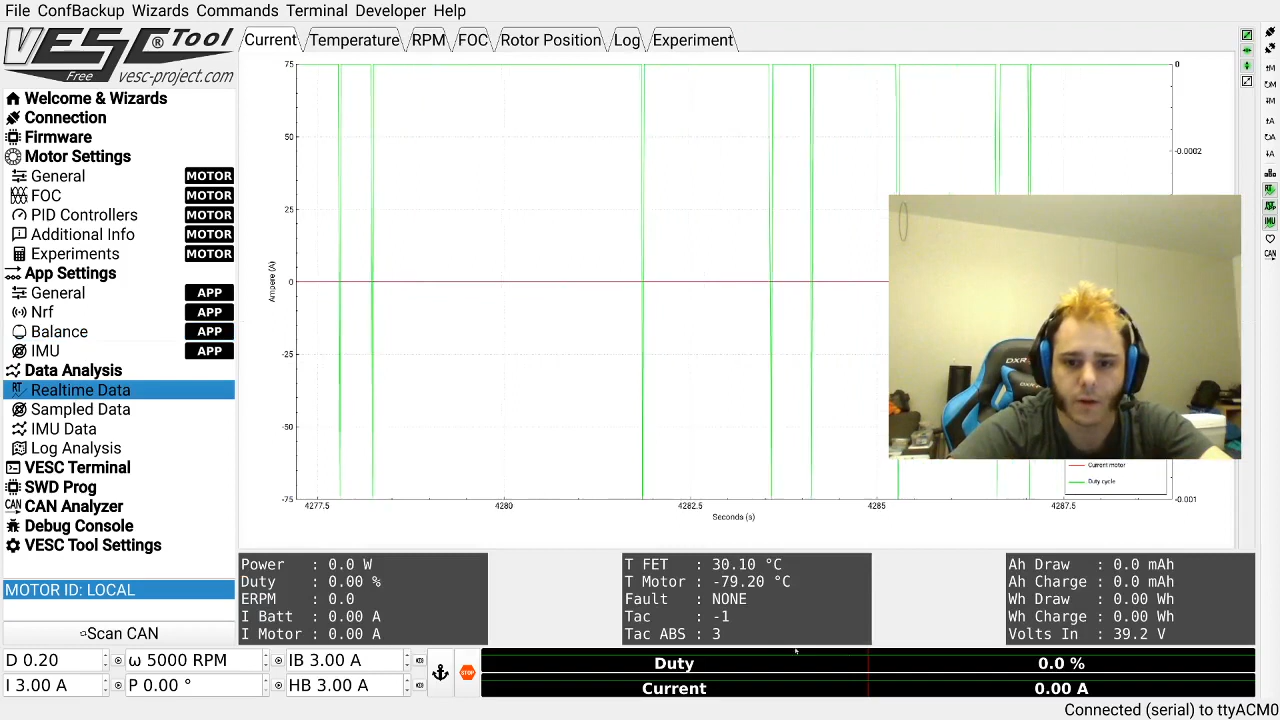 File ConfBackup Wizards Commands Terminal Developer Help
VESC® Tool
Free vesc-project.com
Welcome & Wizards
Connection
Firmware
Motor Settings
General MOTOR
FOC MOTOR
PID Controllers MOTOR
Additional Info MOTOR
Experiments MOTOR
App Settings
General APP
Nrf APP
Balance APP
IMU APP
Data Analysis
RT Realtime Data
Sampled Data
IMU Data
Log Analysis
VESC Terminal
SWD Prog
CAN CAN Analyzer
Debug Console
VESC Tool Settings
MOTOR ID: LOCAL
Scan CAN
Current Temperature RPM FOC Rotor Position Log Experiment
75
50
25
0
-25
-50
-75
Ampere (A)
4277.5 4280 4282.5 4285 4287.5
Seconds (s)
0
-0.0002
-0.001
Current motor
Duty cycle
DXR
DXR
Power : 0.0 W
Duty : 0.00 %
ERPM : 0.0
I Batt : 0.00 A
I Motor : 0.00 A
T FET : 30.10 °C
T Motor : -79.20 °C
Fault : NONE
Tac : -1
Tac ABS : 3
Ah Draw : 0.0 mAh
Ah Charge : 0.0 mAh
Wh Draw : 0.00 Wh
Wh Charge : 0.00 Wh
Volts In : 39.2 V
D 0.20 ω 5000 RPM IB 3.00 A
I 3.00 A P 0.00 ° HB 3.00 A
STOP
Duty 0.0 %
Current 0.00 A
RT
IMU
CAN
Connected (serial) to ttyACM0